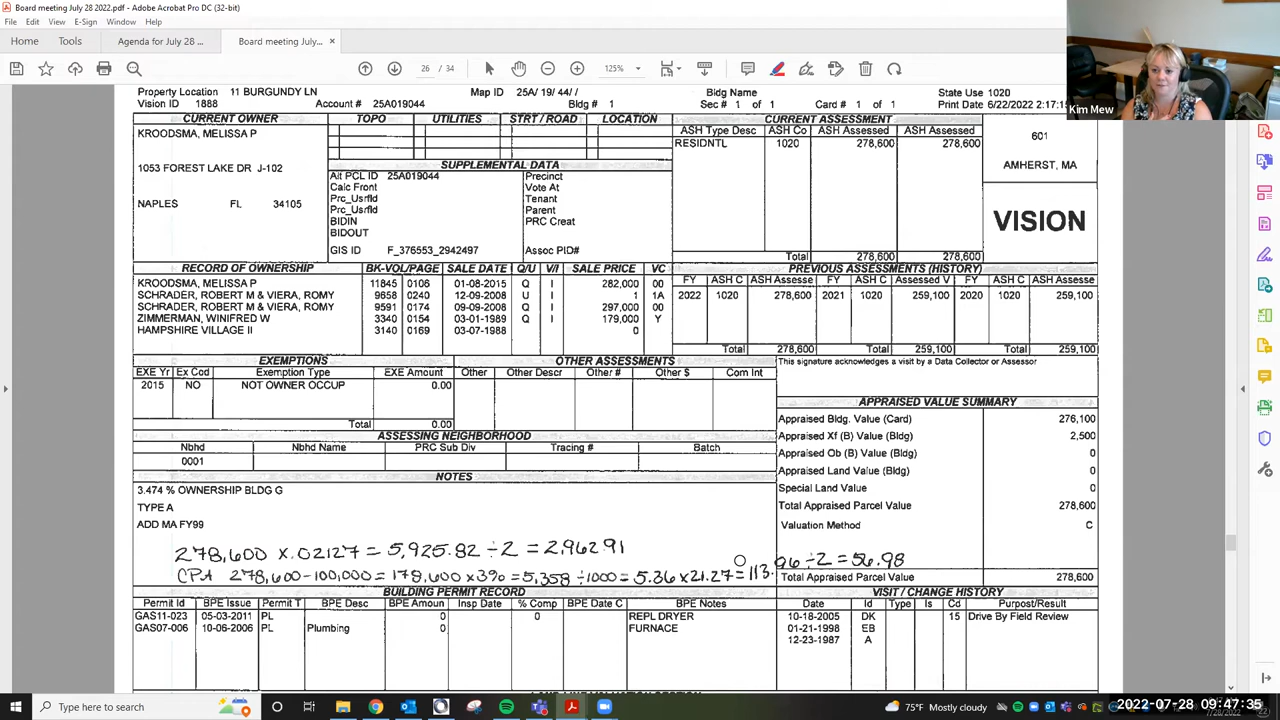 Board meeting July 28 2022.pdf - Adobe Acrobat Pro DC (32-bit)
File Edit View E-Sign Window Help
Home Tools Agenda for July 28 ... Board meeting July... ×
26 / 34 125%
Kim Mew
Property Location 11 BURGUNDY LN Map ID 25A/ 19/ 44/ / Bldg Name State Use 1020
Vision ID 1888 Account # 25A019044 Bldg # 1 Sec # 1 of 1 Card # 1 of 1 Print Date 6/22/2022 2:17:1
CURRENT OWNER TOPO UTILITIES STRT / ROAD LOCATION CURRENT ASSESSMENT
KROODSMA, MELISSA P
1053 FOREST LAKE DR J-102
NAPLES FL 34105
SUPPLEMENTAL DATA
Alt PCL ID 25A019044 Precinct
Calc Front Vote At
Prc_Usrfld Tenant
Prc_Usrfld Parent
BIDIN PRC Creat
BIDOUT
GIS ID F_376553_2942497 Assoc PID#
ASH Type Desc ASH Co ASH Assessed ASH Assessed
RESIDNTL 1020 278,600 278,600
Total 278,600 278,600
601
AMHERST, MA
VISION
RECORD OF OWNERSHIP BK-VOL/PAGE SALE DATE Q/U V/I SALE PRICE VC
KROODSMA, MELISSA P 11845 0106 01-08-2015 Q I 282,000 00
SCHRADER, ROBERT M & VIERA, ROMY 9658 0240 12-09-2008 U I 1 1A
SCHRADER, ROBERT M & VIERA, ROMY 9591 0174 09-09-2008 Q I 297,000 00
ZIMMERMAN, WINIFRED W 3340 0154 03-01-1989 Q I 179,000 Y
HAMPSHIRE VILLAGE II 3140 0169 03-07-1988 0
PREVIOUS ASSESSMENTS (HISTORY)
FY ASH C ASH Assesse FY ASH C Assessed V FY ASH C ASH Assesse
2022 1020 278,600 2021 1020 259,100 2020 1020 259,100
Total 278,600 Total 259,100 Total 259,100
EXEMPTIONS OTHER ASSESSMENTS
This signature acknowledges a visit by a Data Collector or Assessor
EXE Yr Ex Cod Exemption Type EXE Amount Other Other Descr Other # Other $ Com Int
2015 NO NOT OWNER OCCUP 0.00
Total 0.00
ASSESSING NEIGHBORHOOD
Nbhd Nbhd Name PRC Sub Div Tracing # Batch
0001
APPRAISED VALUE SUMMARY
Appraised Bldg. Value (Card) 276,100
Appraised Xf (B) Value (Bldg) 2,500
Appraised Ob (B) Value (Bldg) 0
Appraised Land Value (Bldg) 0
Special Land Value 0
Total Appraised Parcel Value 278,600
Valuation Method C
Total Appraised Parcel Value 278,600
NOTES
3.474 % OWNERSHIP BLDG G
TYPE A
ADD MA FY99
278,600 x .02127 = 5,925.82 ÷ 2 = 2,962.91
CPA 278,600-100,000= 178,600 x3% =5,358 ÷1000 = 5.36 x 21.27= 113.96 ÷2 = 56.98
BUILDING PERMIT RECORD VISIT / CHANGE HISTORY
Permit Id BPE Issue Permit T BPE Desc BPE Amount Insp Date % Comp BPE Date C BPE Notes Date Id Type Is Cd Purpost/Result
GAS11-023 05-03-2011 PL 0 0 REPL DRYER 10-18-2005 DK 15 Drive By Field Review
GAS07-006 10-06-2006 PL Plumbing 0 FURNACE 01-21-1998 EB
12-23-1987 A
Type here to search
75°F Mostly cloudy
2022-07-28 09:47:35